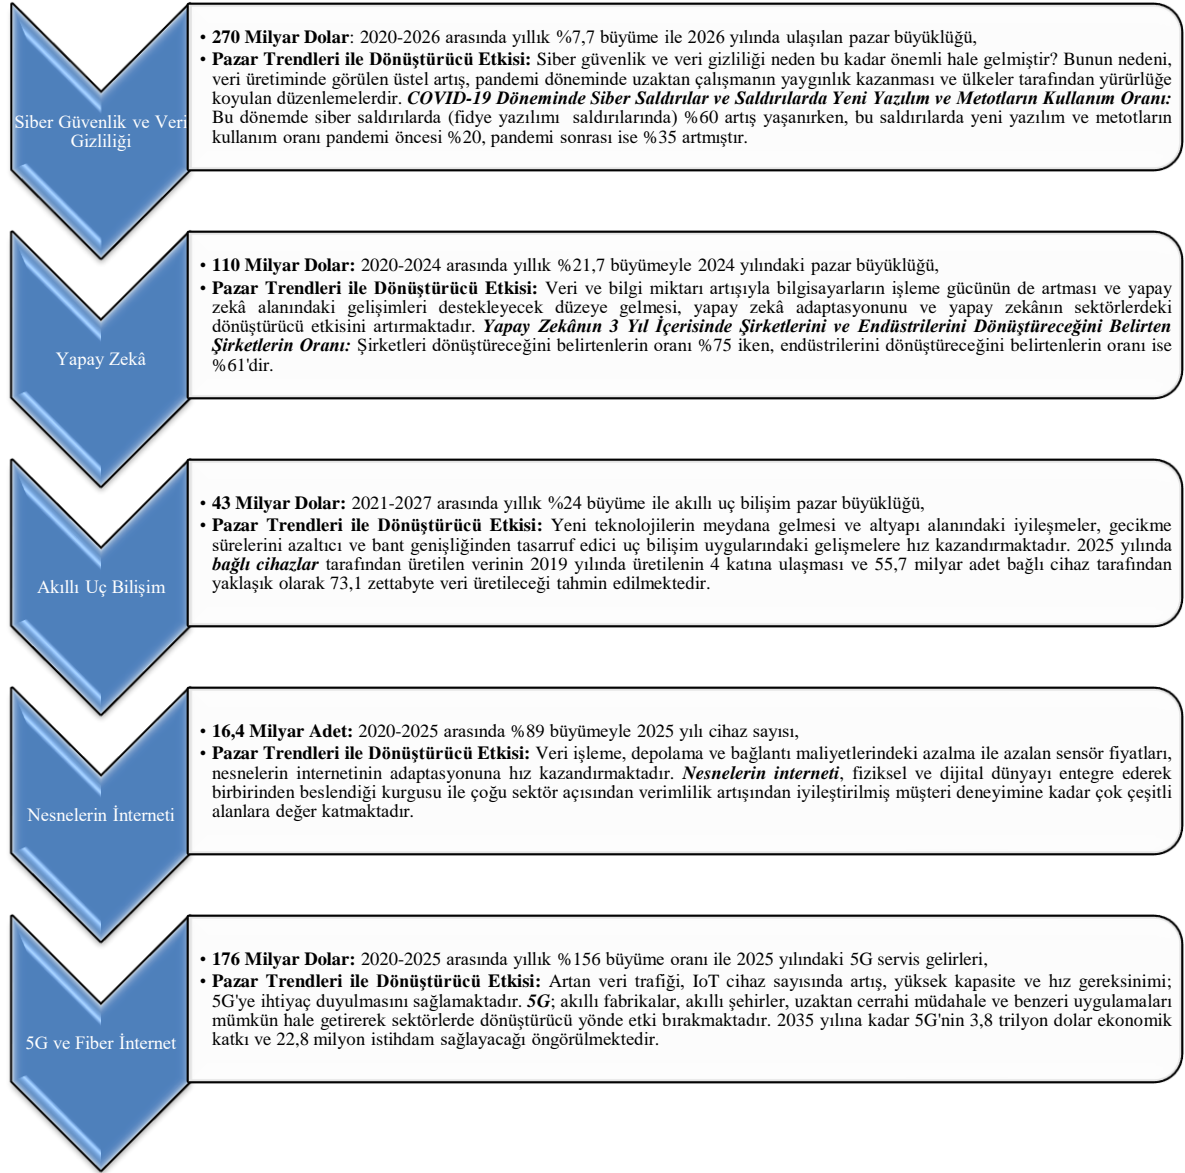 Siber Güvenlik ve Veri
Gizliliği
• 270 Milyar Dolar: 2020-2026 arasında yıllık %7,7 büyüme ile 2026 yılında ulaşılan pazar büyüklüğü,
• Pazar Trendleri ile Dönüştürücü Etkisi: Siber güvenlik ve veri gizliliği neden bu kadar önemli hale gelmiştir? Bunun nedeni,
veri üretiminde görülen üstel artış, pandemi döneminde uzaktan çalışmanın yaygınlık kazanması ve ülkeler tarafından yürürlüğe
koyulan düzenlemelerdir. COVID-19 Döneminde Siber Saldırılar ve Saldırılarda Yeni Yazılım ve Metotların Kullanım Oranı:
Bu dönemde siber saldırılarda (fidye yazılımı saldırılarında) %60 artış yaşanırken, bu saldırılarda yeni yazılım ve metotların
kullanım oranı pandemi öncesi %20, pandemi sonrası ise %35 artmıştır.
Yapay Zekâ
• 110 Milyar Dolar: 2020-2024 arasında yıllık %21,7 büyümeyle 2024 yılındaki pazar büyüklüğü,
• Pazar Trendleri ile Dönüştürücü Etkisi: Veri ve bilgi miktarı artışıyla bilgisayarların işleme gücünün de artması ve yapay
zekâ alanındaki gelişimleri destekleyecek düzeye gelmesi, yapay zekâ adaptasyonunu ve yapay zekânın sektörlerdeki
dönüştürücü etkisini artırmaktadır. Yapay Zekânın 3 Yıl İçerisinde Şirketlerini ve Endüstrilerini Dönüştüreceğini Belirten
Şirketlerin Oranı: Şirketleri dönüştüreceğini belirtenlerin oranı %75 iken, endüstrilerini dönüştüreceğini belirtenlerin oranı ise
%61'dir.
Akıllı Uç Bilişim
• 43 Milyar Dolar: 2021-2027 arasında yıllık %24 büyüme ile akıllı uç bilişim pazar büyüklüğü,
• Pazar Trendleri ile Dönüştürücü Etkisi: Yeni teknolojilerin meydana gelmesi ve altyapı alanındaki iyileşmeler, gecikme
sürelerini azaltıcı ve bant genişliğinden tasarruf edici uç bilişim uygularındaki gelişmelere hız kazandırmaktadır. 2025 yılında
bağlı cihazlar tarafından üretilen verinin 2019 yılında üretilenin 4 katına ulaşması ve 55,7 milyar adet bağlı cihaz tarafından
yaklaşık olarak 73,1 zettabyte veri üretileceği tahmin edilmektedir.
Nesnelerin İnterneti
• 16,4 Milyar Adet: 2020-2025 arasında %89 büyümeyle 2025 yılı cihaz sayısı,
• Pazar Trendleri ile Dönüştürücü Etkisi: Veri işleme, depolama ve bağlantı maliyetlerindeki azalma ile azalan sensör fiyatları,
nesnelerin internetinin adaptasyonuna hız kazandırmaktadır. Nesnelerin interneti, fiziksel ve dijital dünyayı entegre ederek
birbirinden beslendiği kurgusu ile çoğu sektör açısından verimlilik artışından iyileştirilmiş müşteri deneyimine kadar çok çeşitli
alanlara değer katmaktadır.
5G ve Fiber İnternet
• 176 Milyar Dolar: 2020-2025 arasında yıllık %156 büyüme oranı ile 2025 yılındaki 5G servis gelirleri,
• Pazar Trendleri ile Dönüştürücü Etkisi: Artan veri trafiği, IoT cihaz sayısında artış, yüksek kapasite ve hız gereksinimi;
5G'ye ihtiyaç duyulmasını sağlamaktadır. 5G; akıllı fabrikalar, akıllı şehirler, uzaktan cerrahi müdahale ve benzeri uygulamaları
mümkün hale getirerek sektörlerde dönüştürücü yönde etki bırakmaktadır. 2035 yılına kadar 5G'nin 3,8 trilyon dolar ekonomik
katkı ve 22,8 milyon istihdam sağlayacağı öngörülmektedir.